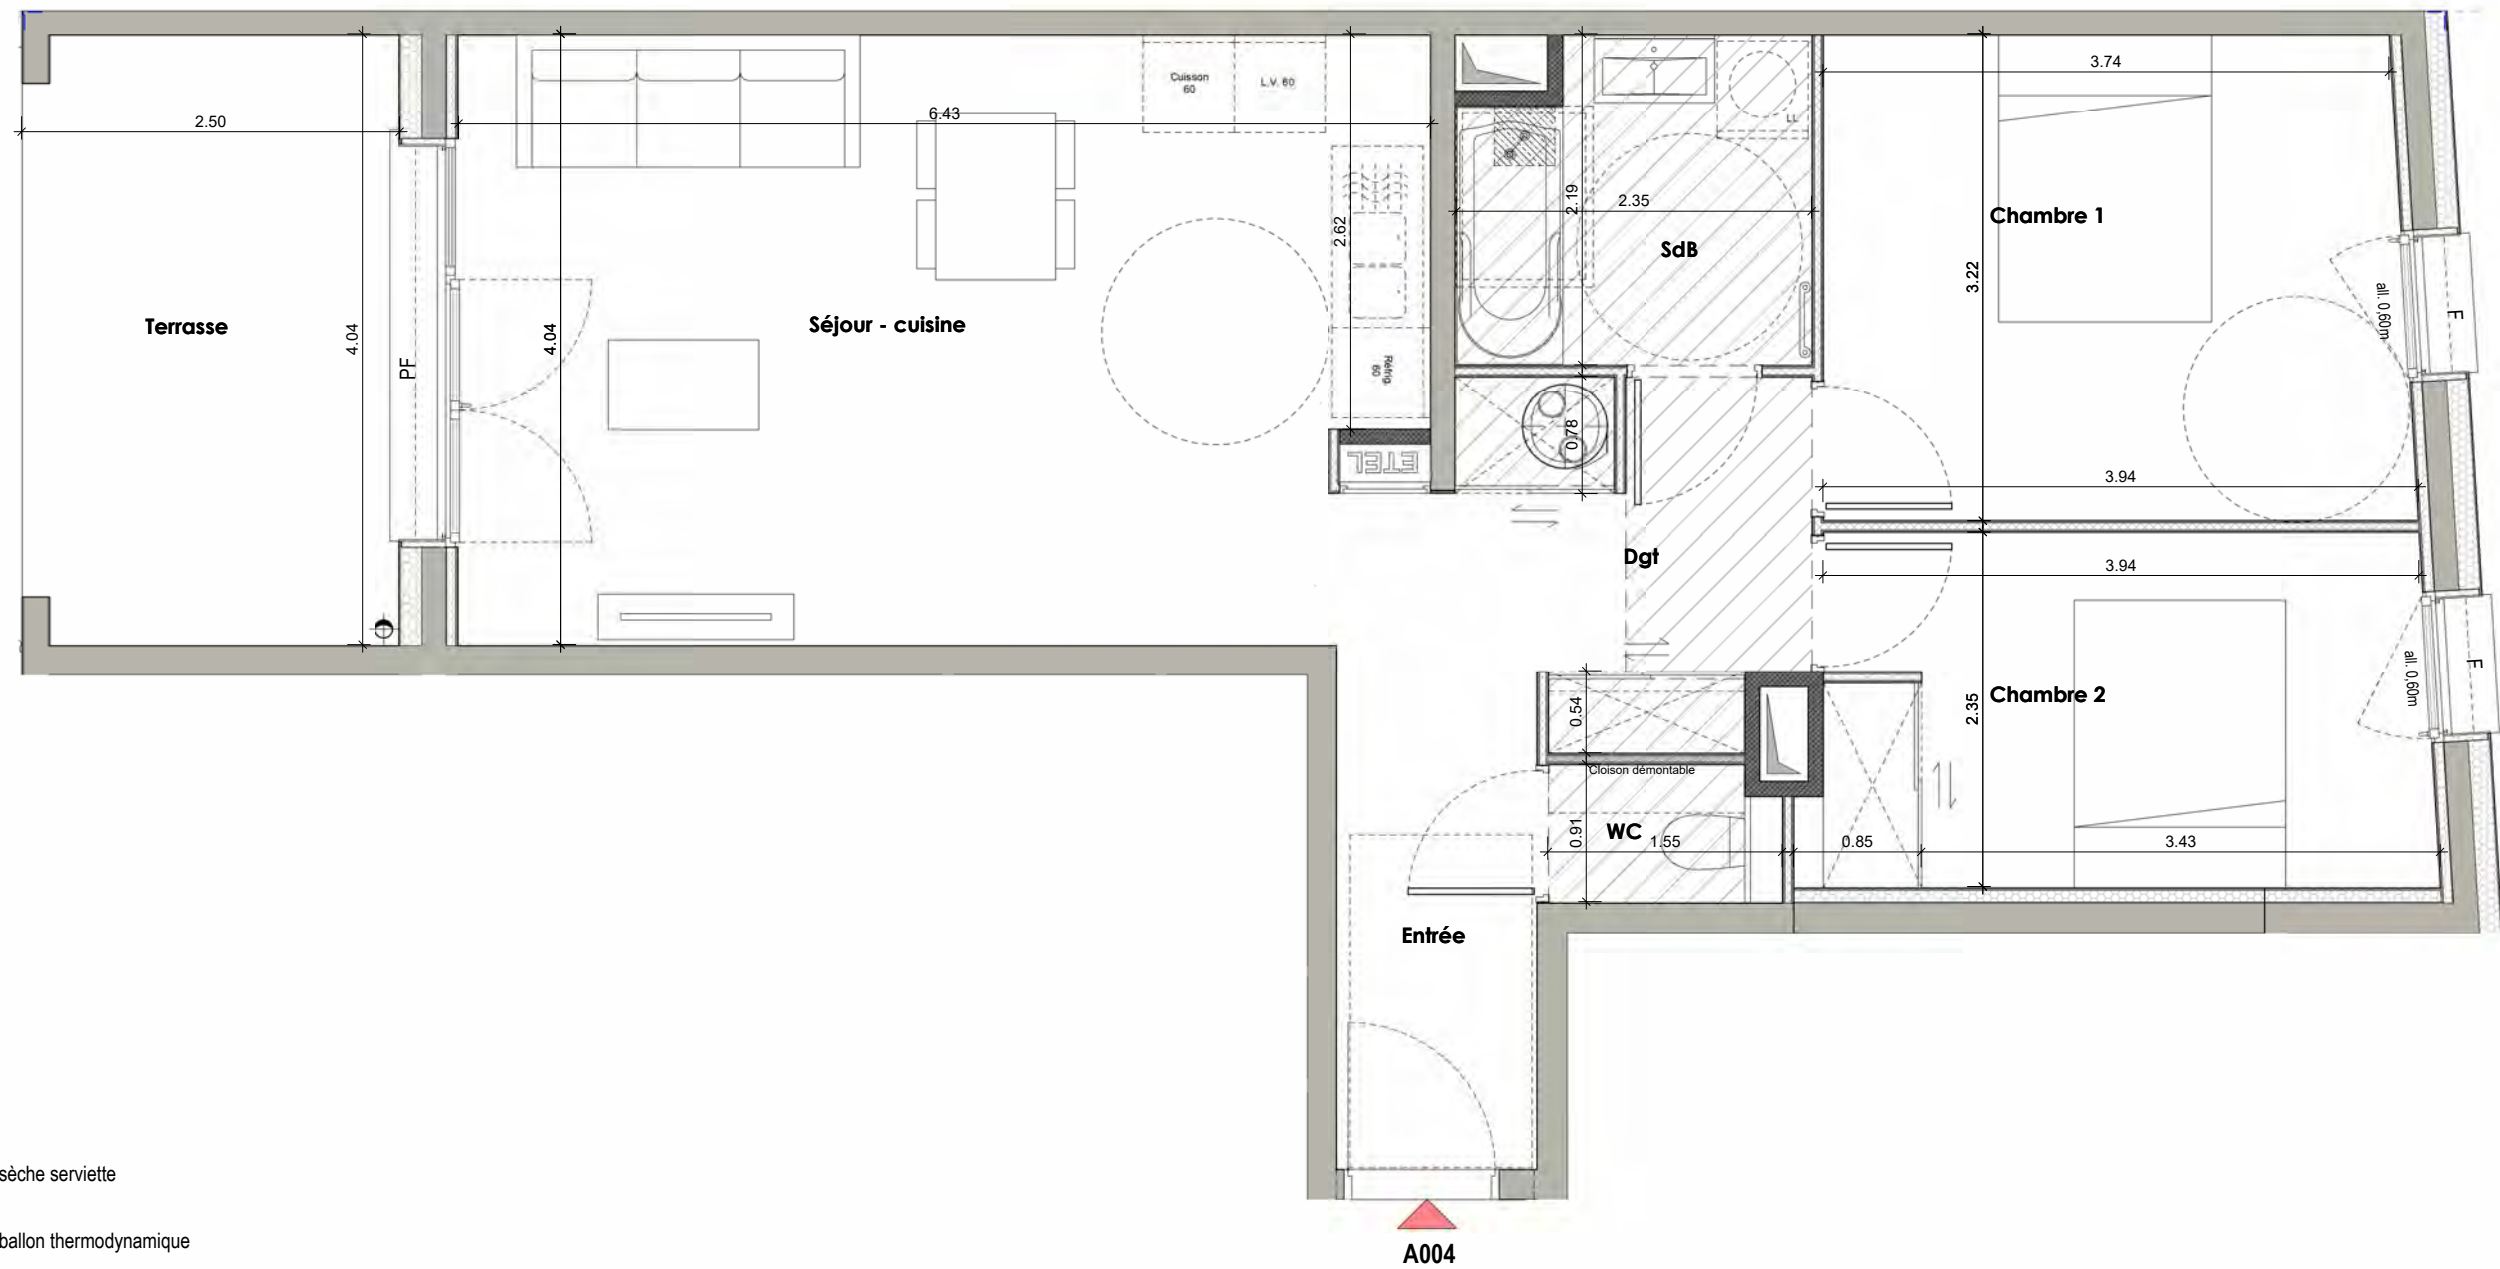 Cuisson
60
L.V. 60
3.74
2.50
6.43
LL
2.19
2.35
2.62
Chambre 1
SdB
3.22
all. 0,60m
F
Terrasse
4.04
PF
4.04
Séjour - cuisine
Réfrig.
60
0.78
ETEL
3.94
Dgt
3.94
all. 0,60m
F
2.35
Chambre 2
0.54
Cloison démontable
0.91
WC
1.55
0.85
3.43
Entrée
sèche serviette
ballon thermodynamique
A004